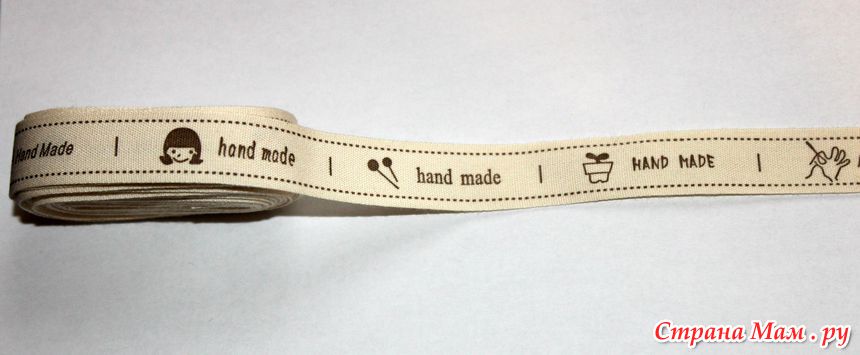 Hand Made | hand made | hand made | HAND MADE |
Страна Мам . ру